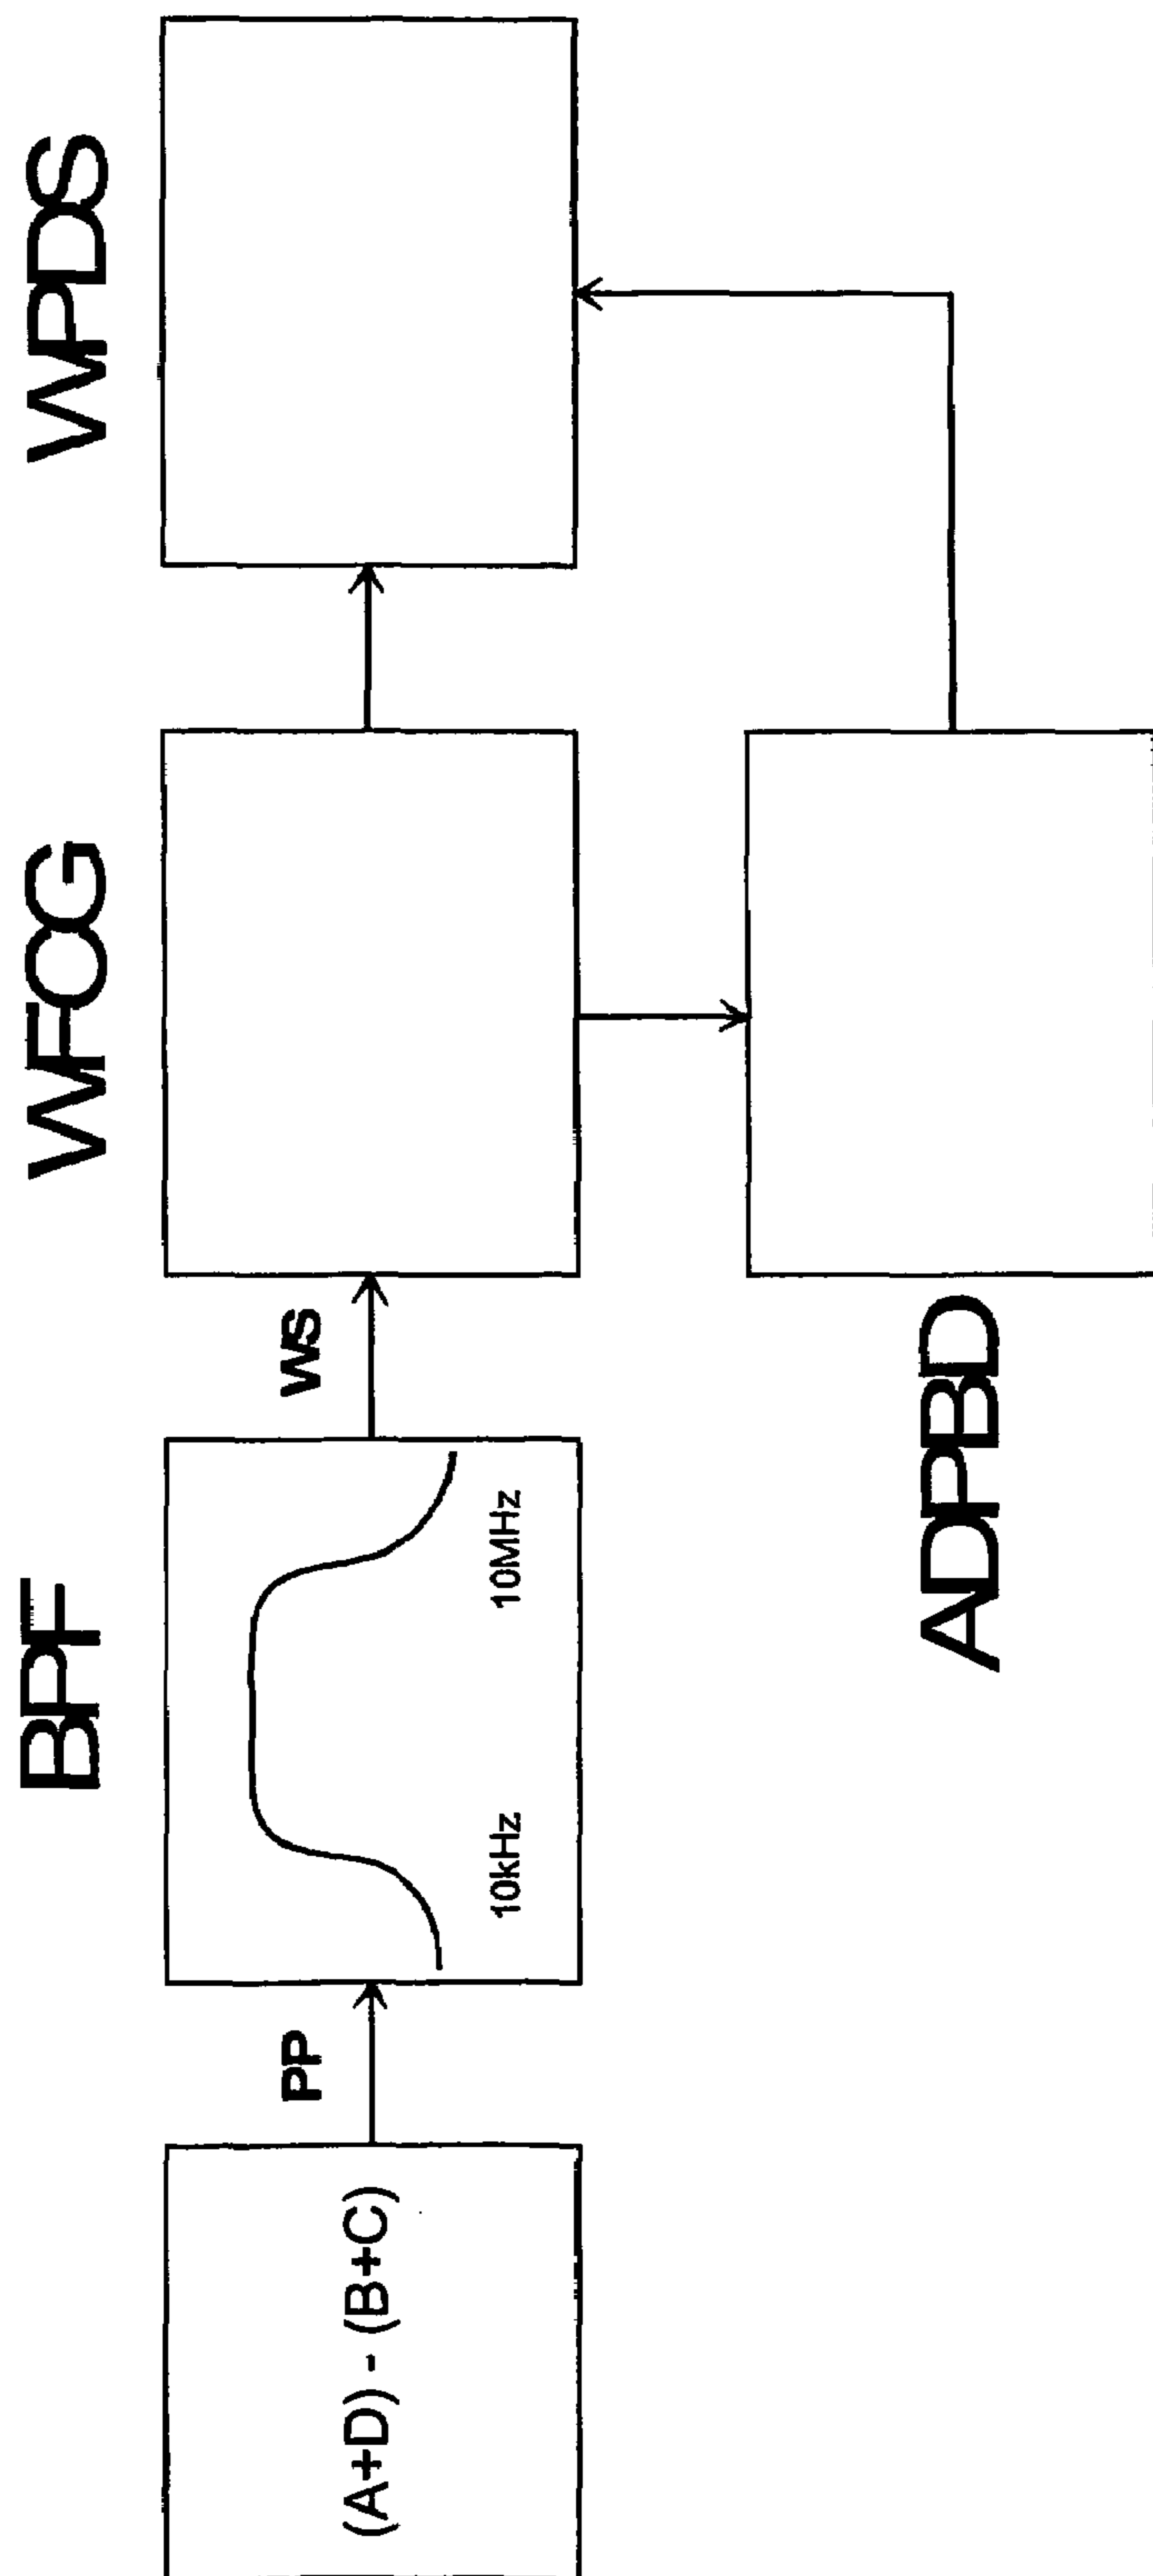 (A+D) - (B+C)
PP
BPF
10kHz
10MHz
WS
WFOG
WPDS
ADPBD